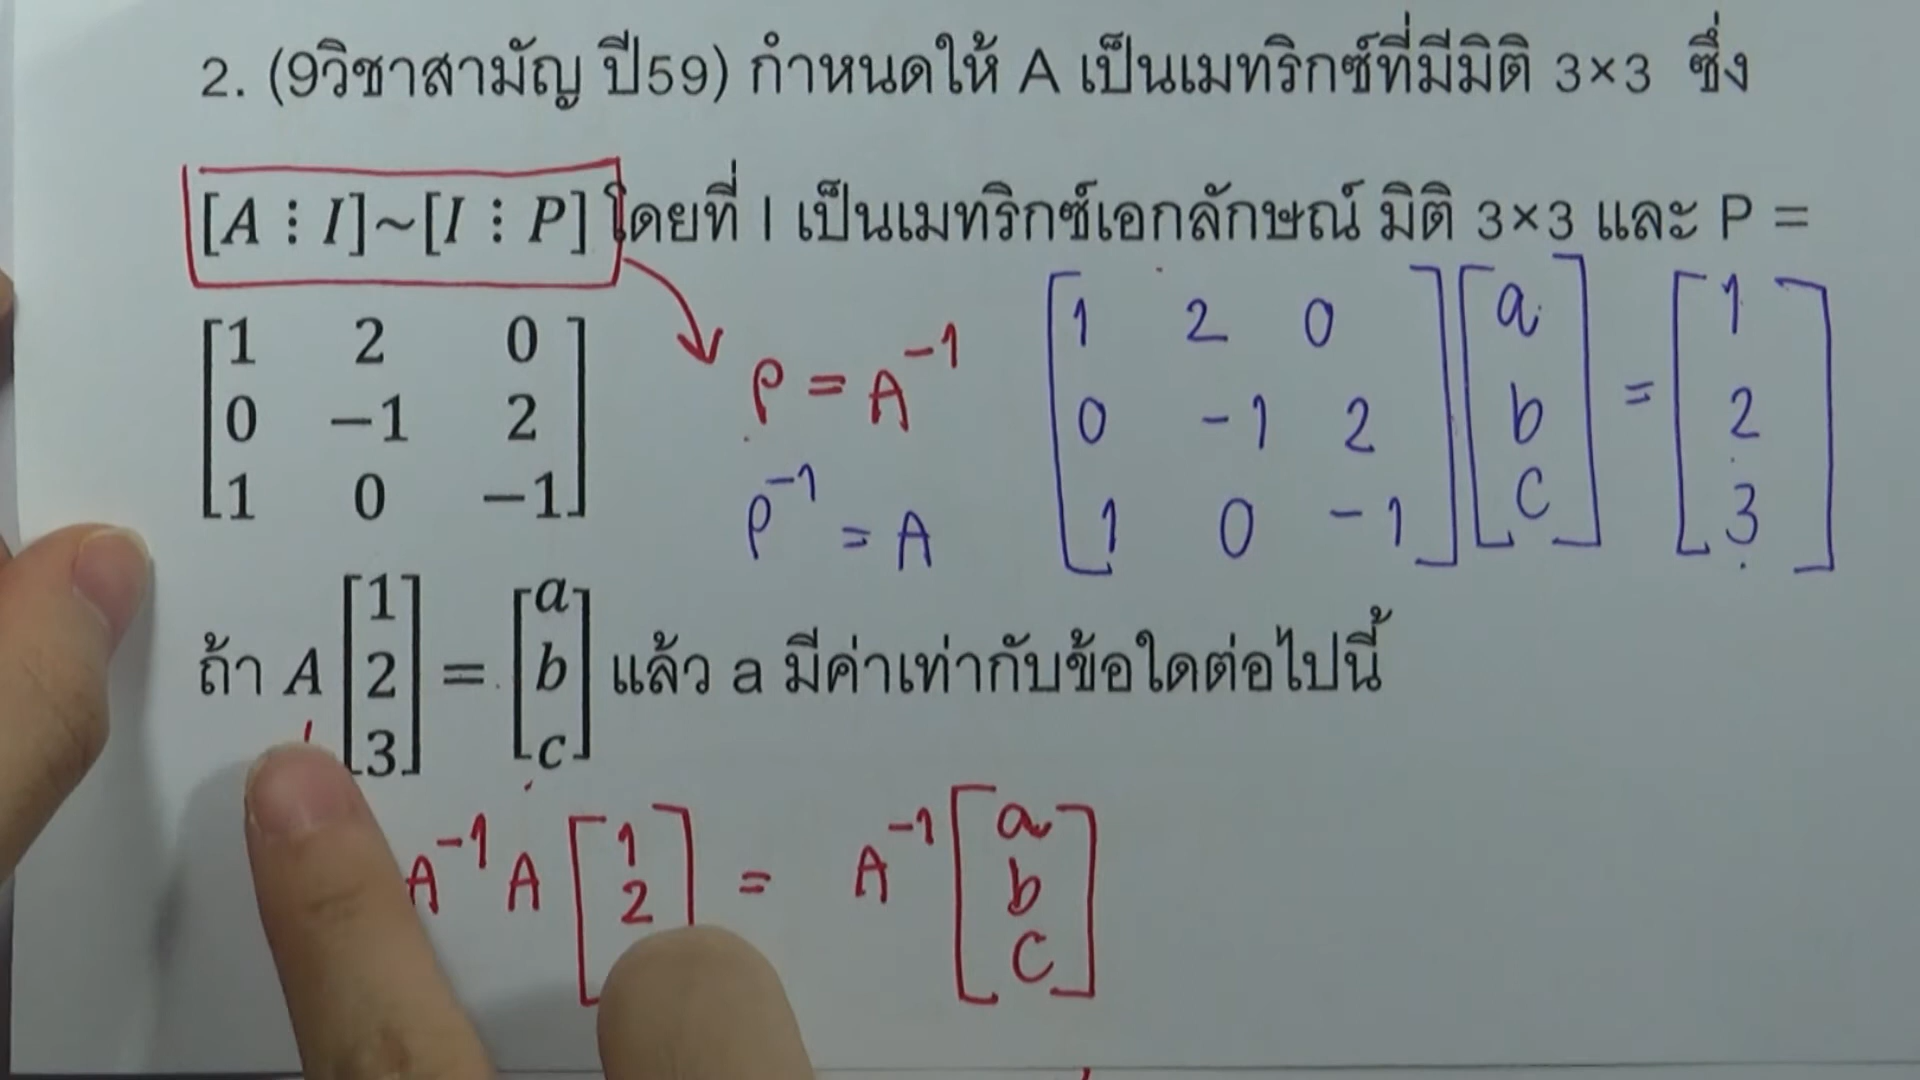 2. (9วิชาสามัญ ปี59) กำหนดให้ A เป็นเมทริกซ์ที่มีมิติ 3×3 ซึ่ง
[A ⋮ I]~[I ⋮ P] โดยที่ I เป็นเมทริกซ์เอกลักษณ์ มิติ 3×3 และ P =
[1 2 0
0 −1 2
1 0 −1]
P = A⁻¹
P⁻¹ = A
[1 2 0] [a] = [1]
[0 -1 2] [b] [2]
[1 0 -1] [c] [3]
ถ้า A [1 2 3] = [a b c] แล้ว a มีค่าเท่ากับข้อใดต่อไปนี้
A⁻¹ A [1 2 = A⁻¹ [a b c]